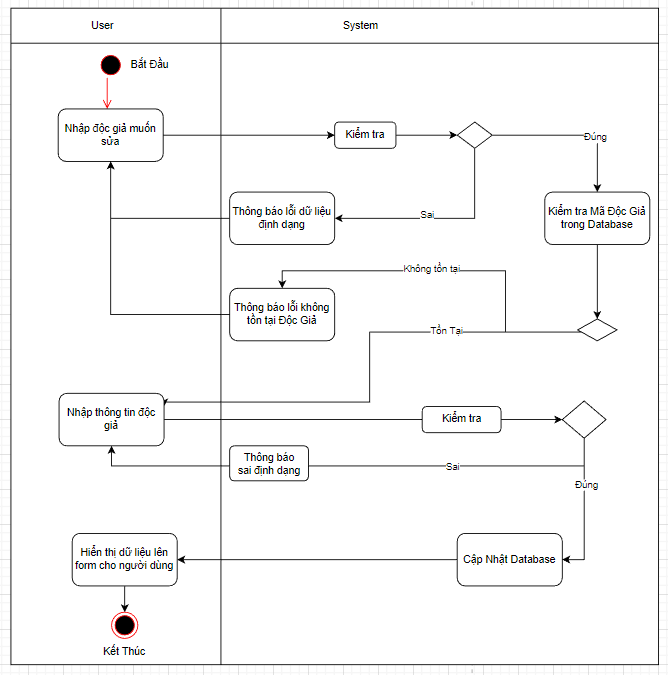 User
System
Bắt Đầu
Nhập độc giả muốn
sửa
Kiểm tra
Đúng
Thông báo lỗi dữ liệu
định dạng
Sai
Kiểm tra Mã Độc Giả
trong Database
Không tồn tại
Thông báo lỗi không
tồn tại Độc Giả
Tồn Tại
Nhập thông tin độc
giả
Kiểm tra
Thông báo
sai định dạng
Sai
Đúng
Hiển thị dữ liệu lên
form cho người dùng
Cập Nhật Database
Kết Thúc